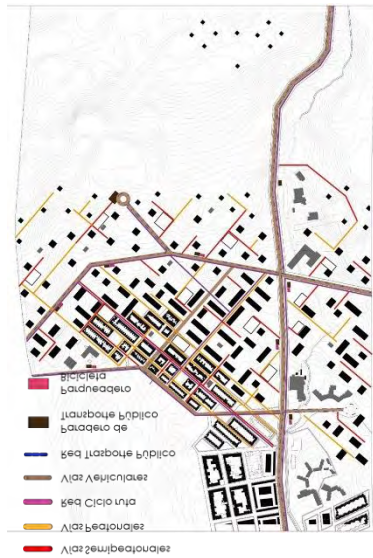 Vías Semipeatonales
Vías Peatonales
Red Ciclo ruta
Vías Vehiculares
Red Trasporte Público
Paradero de
Transporte Público
Parqueadero
Bicicleta